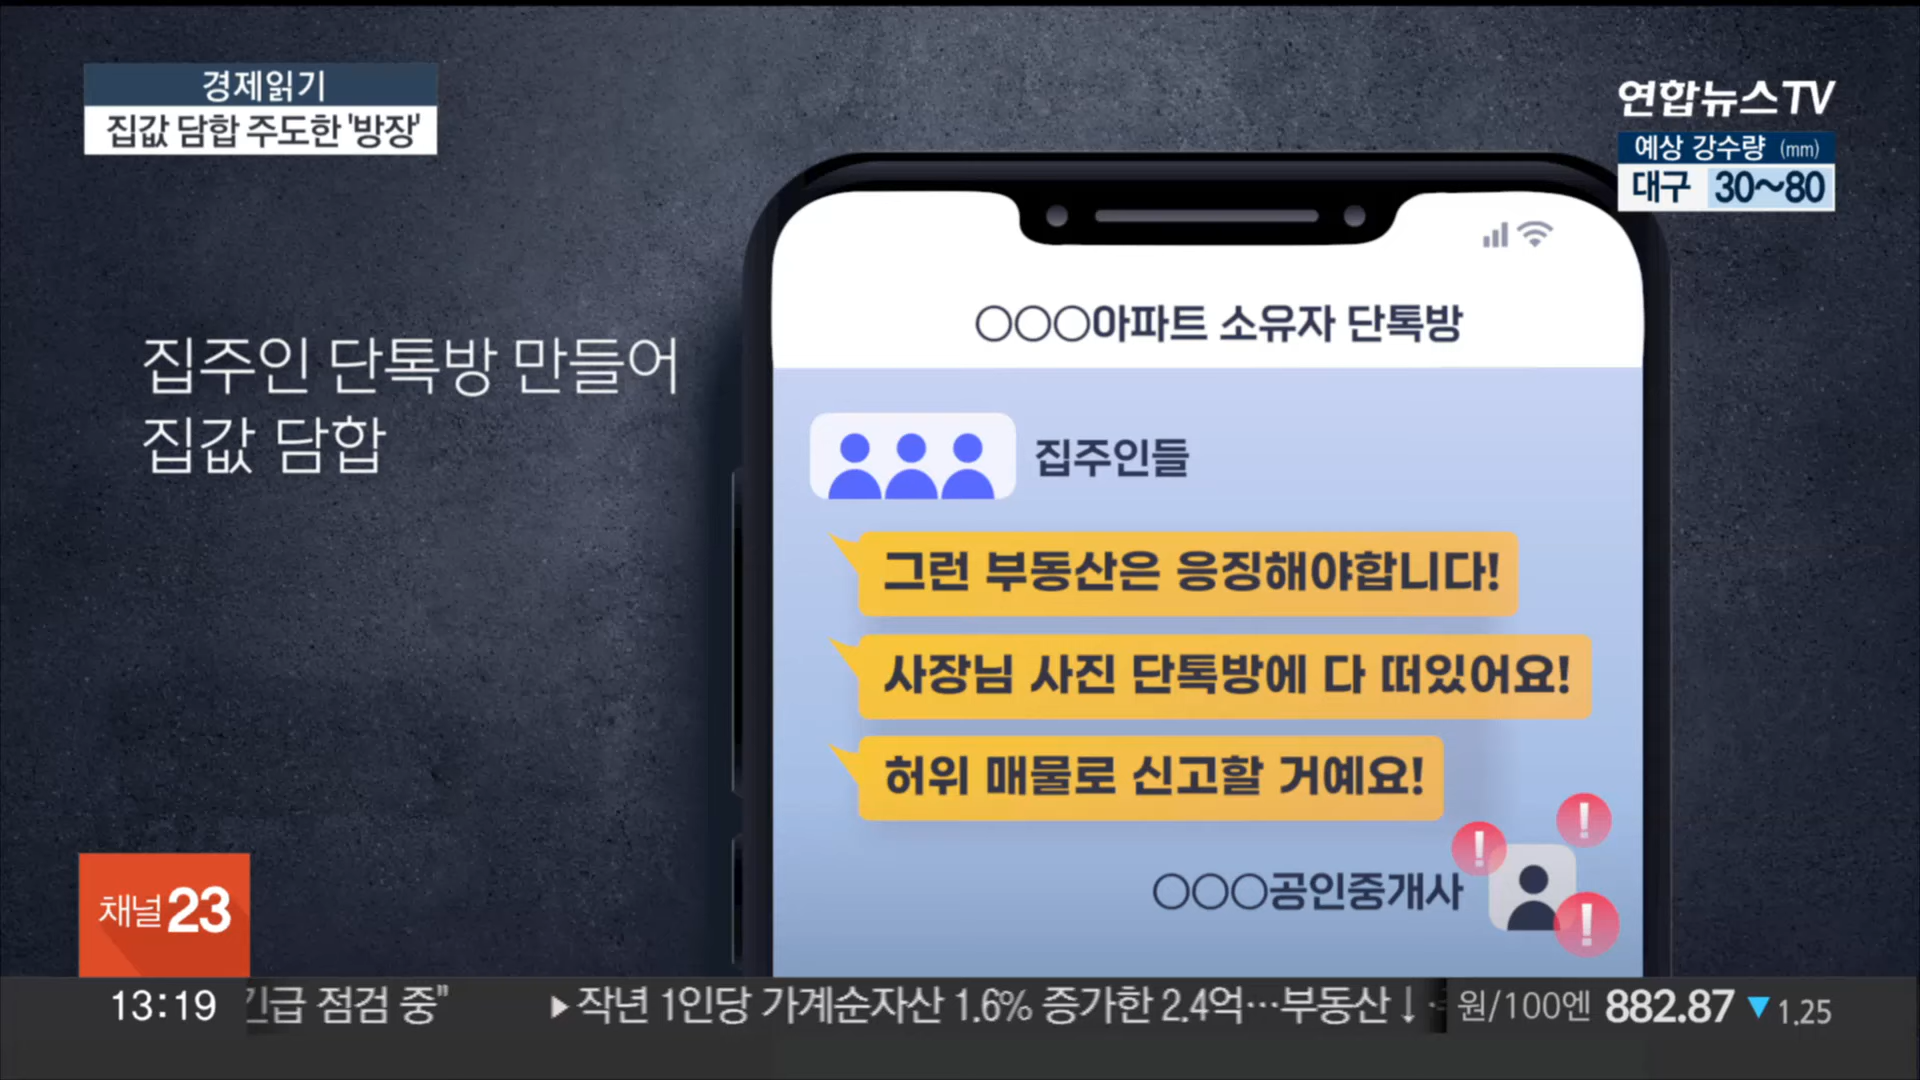 경제읽기
집값 담합 주도한 '방장'
연합뉴스TV
예상 강수량 (mm)
대구 30~80
집주인 단톡방 만들어
집값 담합
○○○아파트 소유자 단톡방
집주인들
그런 부동산은 응징해야합니다!
사장님 사진 단톡방에 다 떠있어요!
허위 매물로 신고할 거예요!
○○○공인중개사
채널 23
13:19
긴급 점검 중" ▶작년 1인당 가계순자산 1.6% 증가한 2.4억…부동산↓
원/100엔 882.87 ▼ 1.25